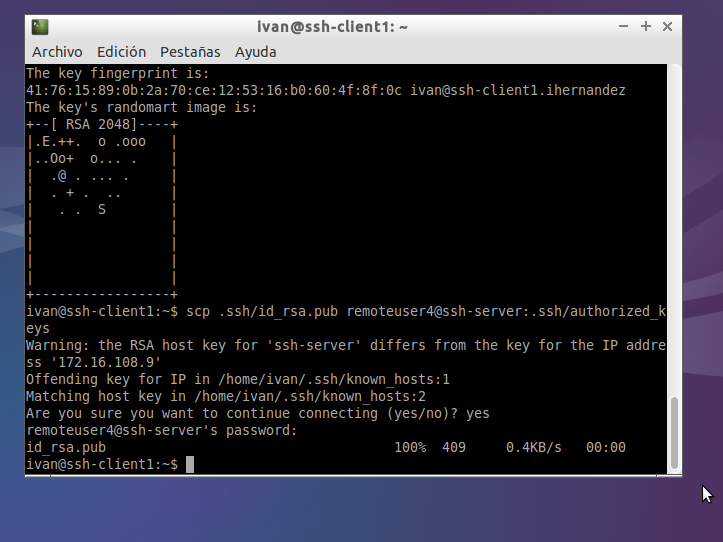 ivan@ssh-client1: ~
Archivo Edición Pestañas Ayuda
The key fingerprint is:
41:76:15:89:0b:2a:70:ce:12:53:16:b0:60:4f:8f:0c ivan@ssh-client1.ihernandez
The key's randomart image is:
+--[ RSA 2048]----+
|.E.++.  o .ooo   |
|..Oo+  o... .    |
|  .@ . ... .     |
|  . + .  ..      |
|   . .  S        |
|                 |
|                 |
|                 |
|                 |
+-----------------+
ivan@ssh-client1:~$ scp .ssh/id_rsa.pub remoteuser4@ssh-server:.ssh/authorized_k
eys
Warning: the RSA host key for 'ssh-server' differs from the key for the IP addre
ss '172.16.108.9'
Offending key for IP in /home/ivan/.ssh/known_hosts:1
Matching host key in /home/ivan/.ssh/known_hosts:2
Are you sure you want to continue connecting (yes/no)? yes
remoteuser4@ssh-server's password:
id_rsa.pub                                    100%  409     0.4KB/s   00:00
ivan@ssh-client1:~$